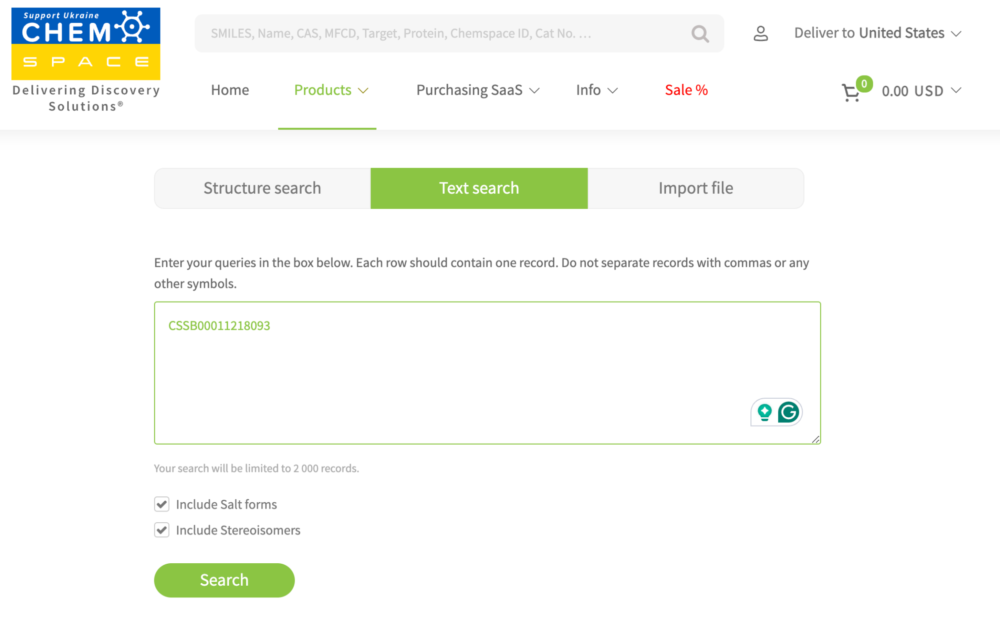 Support Ukraine
CHEM
SPACE
Delivering Discovery
Solutions®
SMILES, Name, CAS, MFCD, Target, Protein, Chemspace ID, Cat No. ...
Deliver to United States
Home
Products
Purchasing SaaS
Info
Sale %
0
0.00 USD
Structure search
Text search
Import file
Enter your queries in the box below. Each row should contain one record. Do not separate records with commas or any
other symbols.
CSSB00011218093
G
Your search will be limited to 2 000 records.
Include Salt forms
Include Stereoisomers
Search